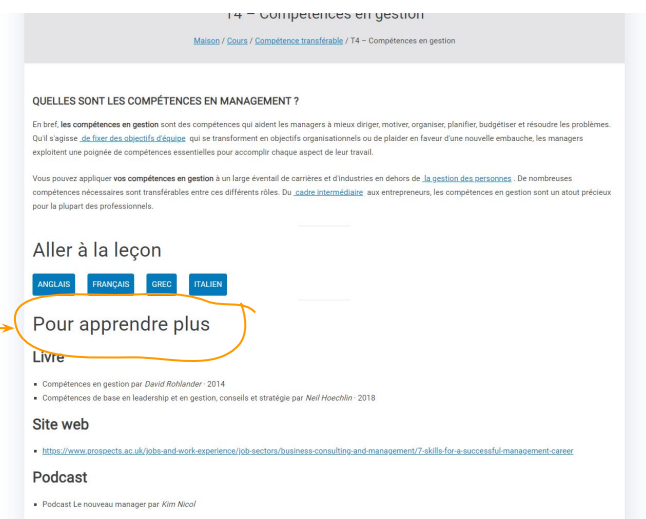 T4 – Compétences en gestion
Maison / Cours / Compétence transférable / T4 – Compétences en gestion
QUELLES SONT LES COMPÉTENCES EN MANAGEMENT ?
En bref, les compétences en gestion sont des compétences qui aident les managers à mieux diriger, motiver, organiser, planifier, budgétiser et résoudre les problèmes.
Qu'il s'agisse de fixer des objectifs d'équipe qui se transforment en objectifs organisationnels ou de plaider en faveur d'une nouvelle embauche, les managers
exploitent une poignée de compétences essentielles pour accomplir chaque aspect de leur travail.
Vous pouvez appliquer vos compétences en gestion à un large éventail de carrières et d'industries en dehors de la gestion des personnes . De nombreuses
compétences nécessaires sont transférables entre ces différents rôles. Du cadre intermédiaire aux entrepreneurs, les compétences en gestion sont un atout précieux
pour la plupart des professionnels.
Aller à la leçon
ANGLAIS FRANÇAIS GREC ITALIEN
Pour apprendre plus
Livre
▪ Compétences en gestion par David Rohlander · 2014
▪ Compétences de base en leadership et en gestion, conseils et stratégie par Neil Hoechlin · 2018
Site web
▪ https://www.prospects.ac.uk/jobs-and-work-experience/job-sectors/business-consulting-and-management/7-skills-for-a-successful-management-career
Podcast
▪ Podcast Le nouveau manager par Kim Nicol